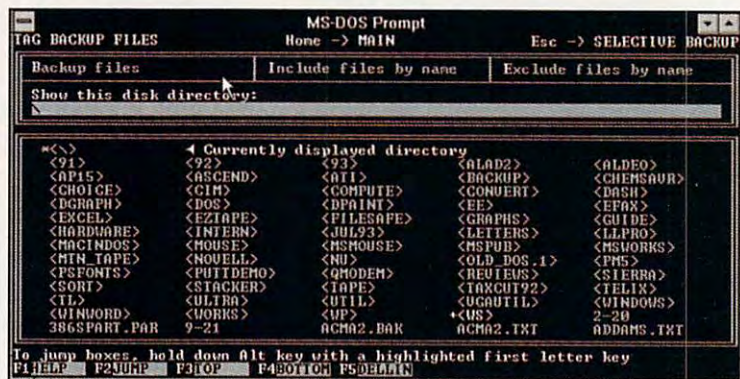 MS-DOS Prompt
TAG BACKUP FILES Home -> MAIN Esc -> SELECTIVE BACKUP
Backup files Include files by name Exclude files by name
Show this disk directory:
\
*<\> ◄ Currently displayed directory
<91> <92> <93> <ALAD2> <ALDEO>
<AP15> <ASCEND> <ATI> <BACKUP> <CHEMSAVR>
<CHOICE> <CIM> <COMPUTE> <CONVERT> <DASH>
<DGRAPH> <DOS> <DPAINT> <EE> <EFAX>
<EXCEL> <EZTAPE> <FILESAFE> <GRAPHS> <GUIDE>
<HARDWARE> <INTERN> <JUL93> <LETTERS> <LLPRO>
<MACINDOS> <MOUSE> <MSMOUSE> <MSPUB> <MSWORKS>
<MTN_TAPE> <NOVELL> <NU> <OLD_DOS.1> <PM5>
<PSFONTS> <PUTTDEMO> <QMODEM> <REVIEWS> <SIERRA>
<SORT> <STACKER> <TAPE> <TAXCUT92> <TELIX>
<TL> <ULTRA> <UTIL> <VGAUTIL> <WINDOWS>
<WINWORD> <WORKS> <WP> ♦<WS> 2-20
386SPART.PAR 9-21 ACMA2.BAK ACMA2.TXT ADDAMS.TXT
To jump boxes, hold down Alt key with a highlighted first letter key
F1HELP F2JUMP F3TOP F4BOTTOM F5DELLIN